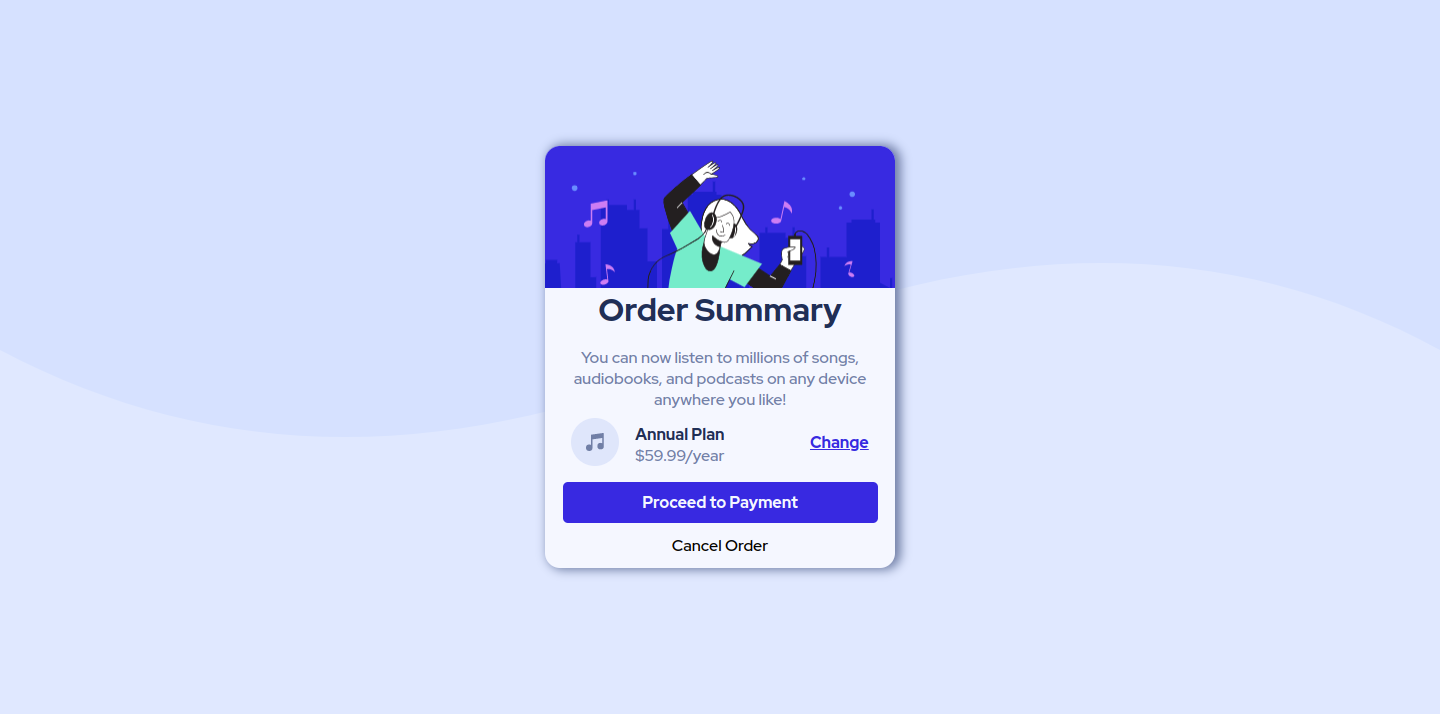 Order Summary
You can now listen to millions of songs,
audiobooks, and podcasts on any device
anywhere you like!
Annual Plan
$59.99/year
Change
Proceed to Payment
Cancel Order